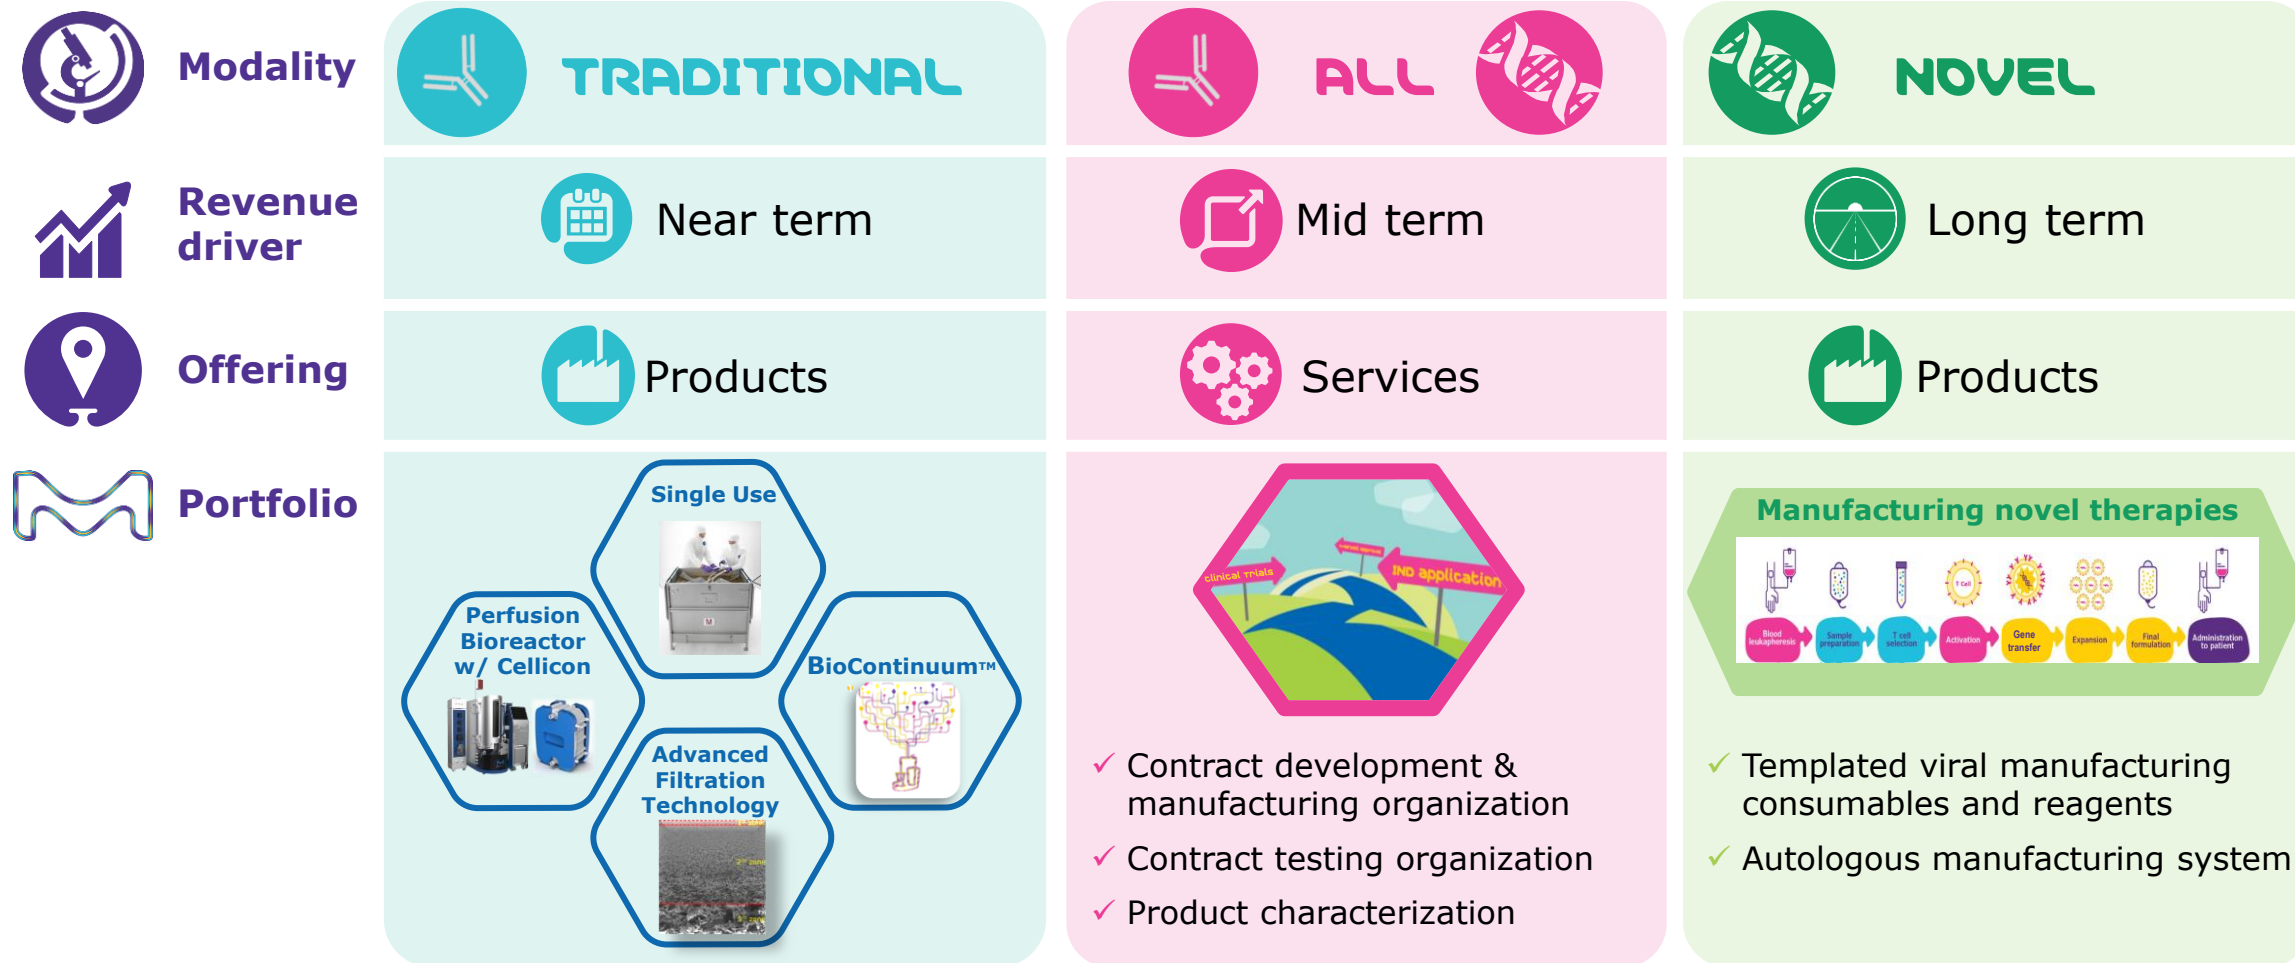 Modality
TRADITIONAL
ALL
NOVEL
Revenue
driver
Near term
Mid term
Long term
Offering
Products
Services
Products
Portfolio
Single Use
Perfusion
Bioreactor
w/ Cellicon
BioContinuum™
Advanced
Filtration
Technology
2nd zone
clinical trials
IND application
Contract development &
manufacturing organization
Contract testing organization
Product characterization
Manufacturing novel therapies
T Cell
Blood
leukapheresis
Sample
preparation
T cell
selection
Activation
Gene
transfer
Expansion
Final
formulation
Administration
to patient
Templated viral manufacturing
consumables and reagents
Autologous manufacturing system